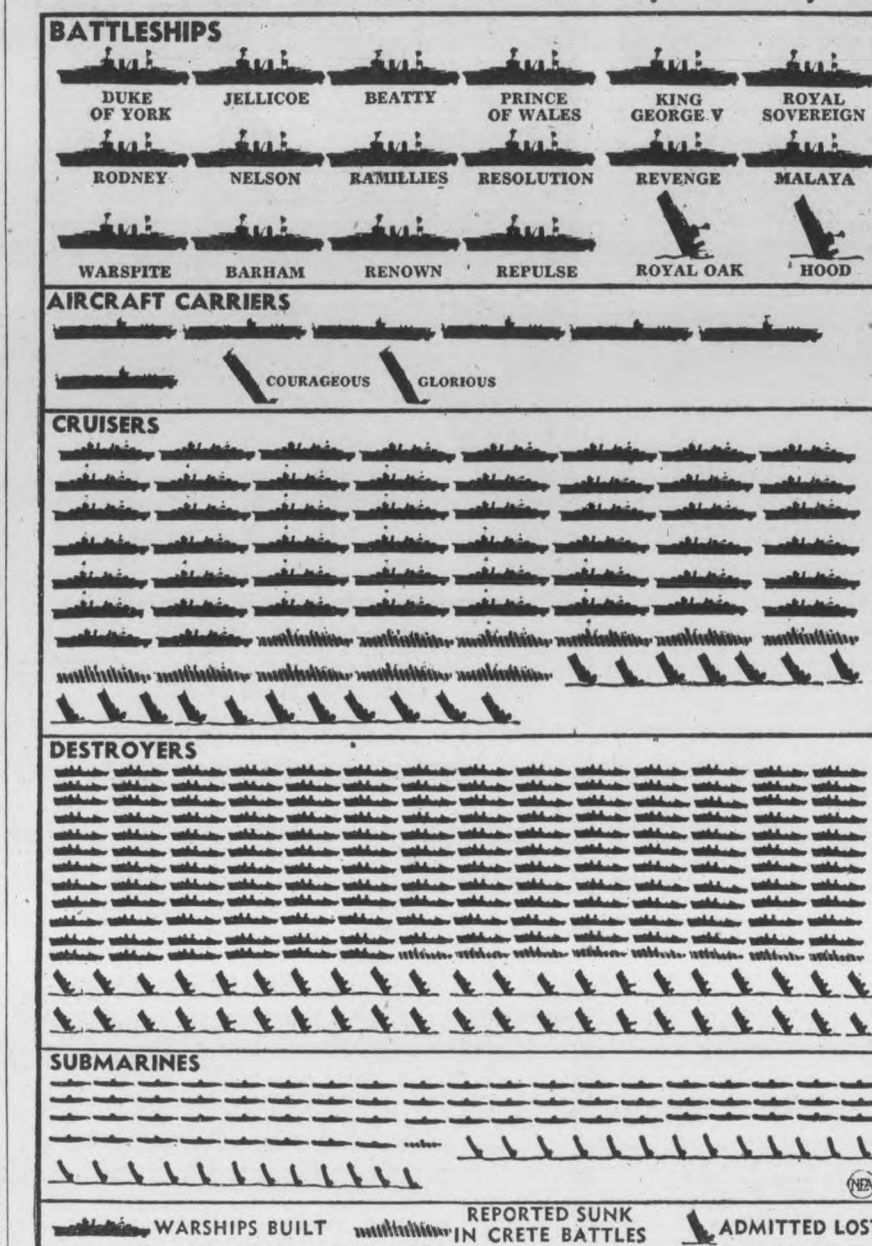 BATTLESHIPS
DUKE OF YORK
JELLICOE
BEATTY
PRINCE OF WALES
KING GEORGE V
ROYAL SOVEREIGN
RODNEY
NELSON
RAMILLIES
RESOLUTION
REVENGE
MALAYA
WARSPITE
BARHAM
RENOWN
REPULSE
ROYAL OAK
HOOD
AIRCRAFT CARRIERS
COURAGEOUS
GLORIOUS
CRUISERS
DESTROYERS
SUBMARINES
NEA
WARSHIPS BUILT
REPORTED SUNK
IN CRETE BATTLES
ADMITTED LOST